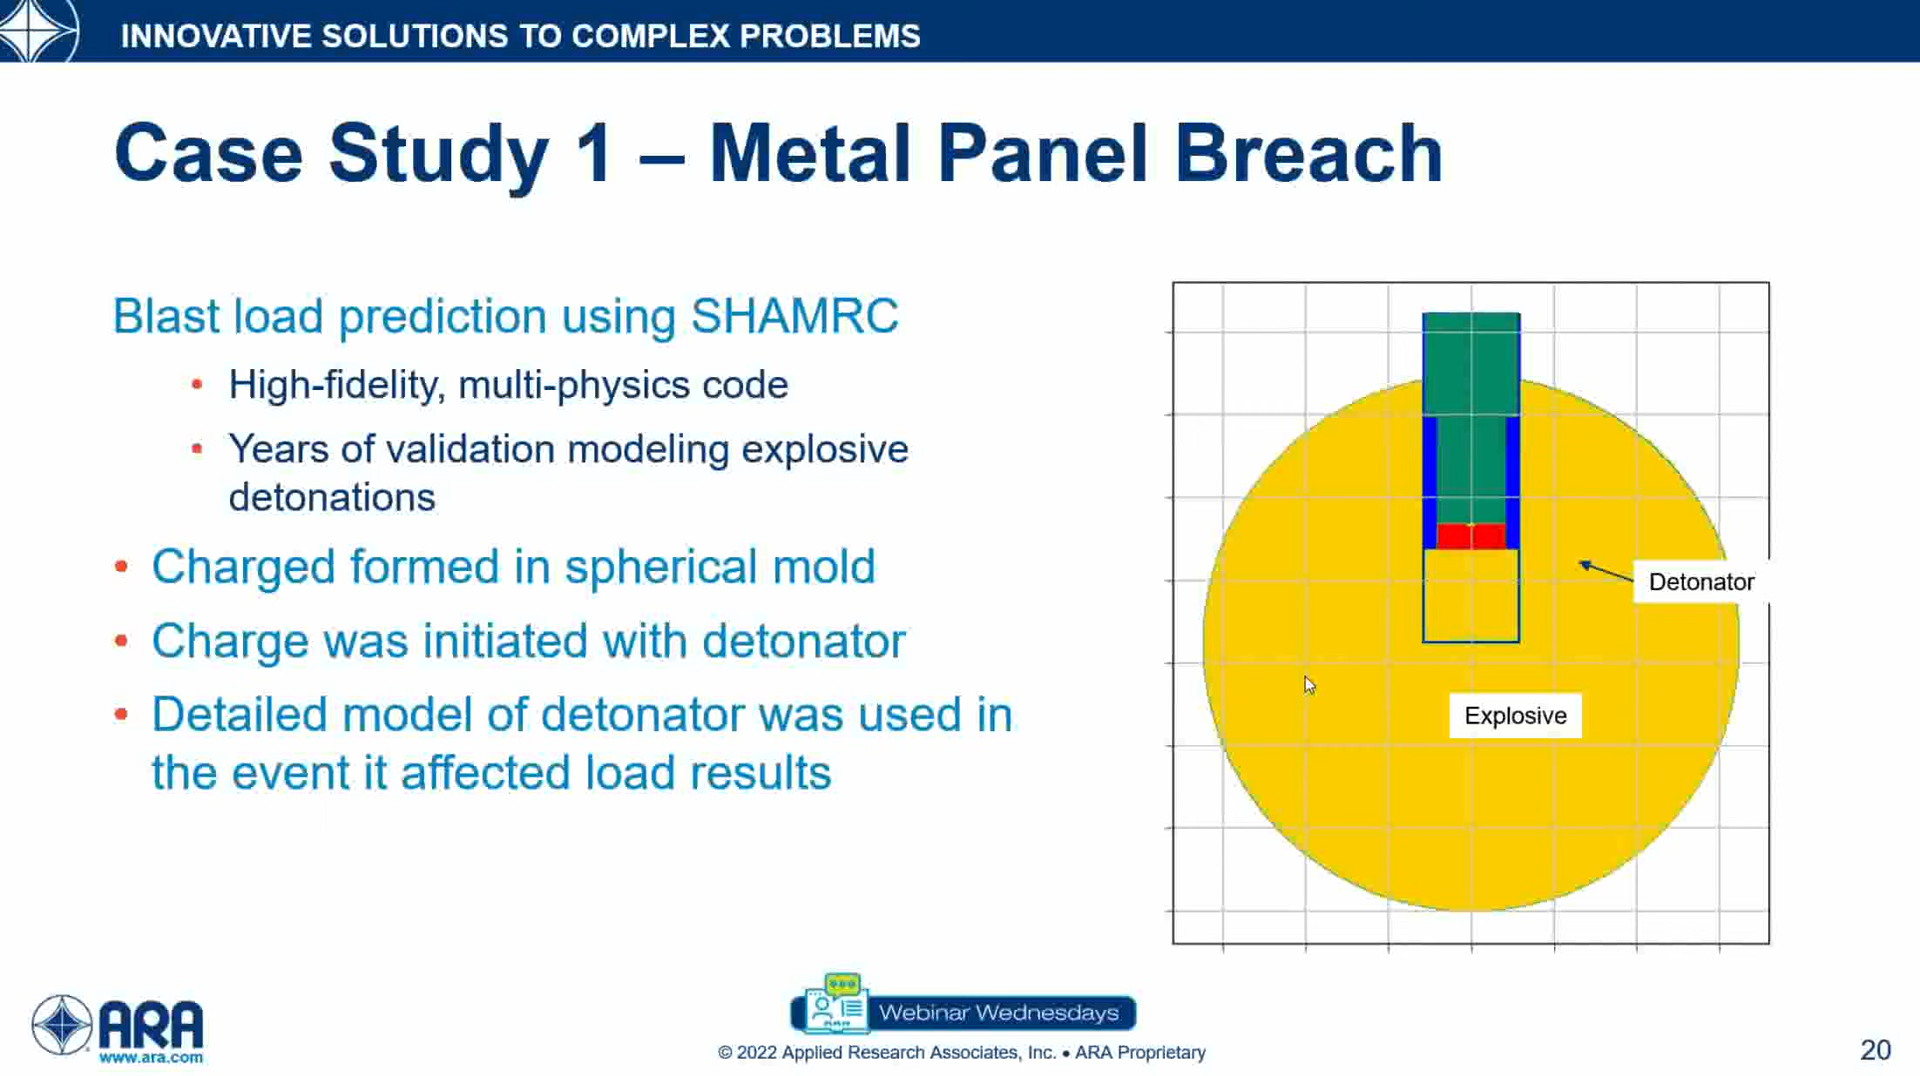 INNOVATIVE SOLUTIONS TO COMPLEX PROBLEMS
Case Study 1 – Metal Panel Breach
Blast load prediction using SHAMRC
• High-fidelity, multi-physics code
• Years of validation modeling explosive
detonations
• Charged formed in spherical mold
• Charge was initiated with detonator
• Detailed model of detonator was used in
the event it affected load results
Detonator
Explosive
ARA
www.ara.com
Webinar Wednesdays
© 2022 Applied Research Associates, Inc. • ARA Proprietary
20